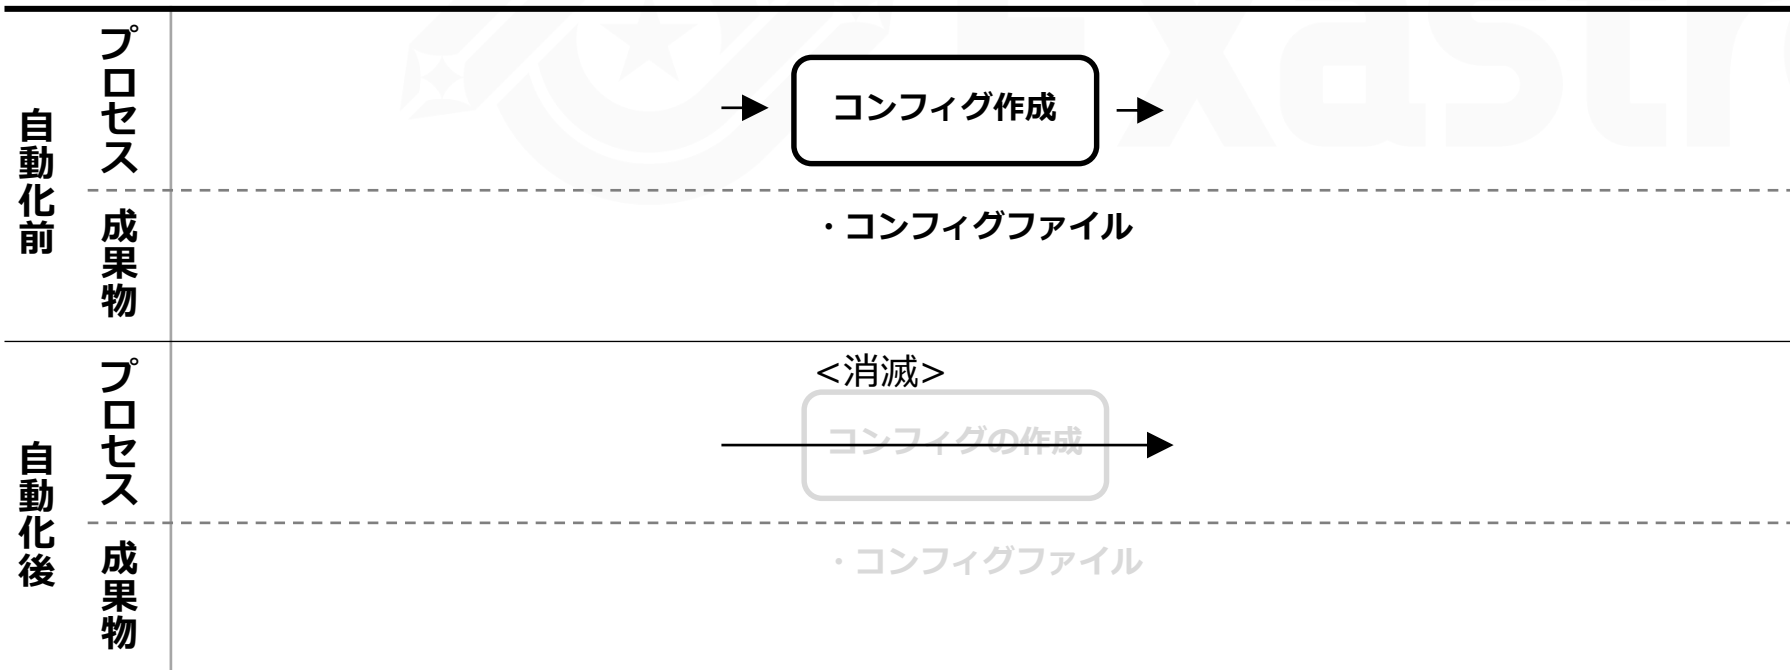 Exastro
自動化前
プロセス
コンフィグ作成
成果物
・コンフィグファイル
自動化後
プロセス
<消滅>
コンフィグの作成
成果物
・コンフィグファイル